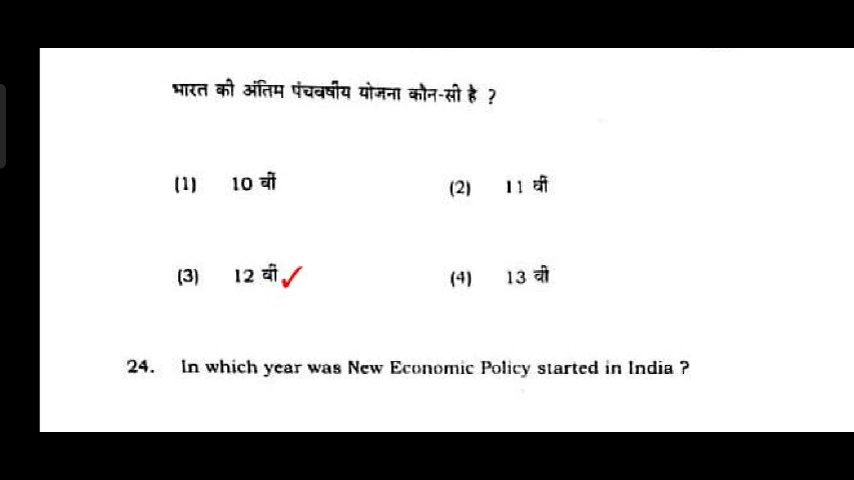 भारत की अंतिम पंचवर्षीय योजना कौन-सी है ?
(1) 10 वीं (2) 11 वीं
(3) 12 वीं (4) 13 वी
24. In which year was New Economic Policy started in India ?